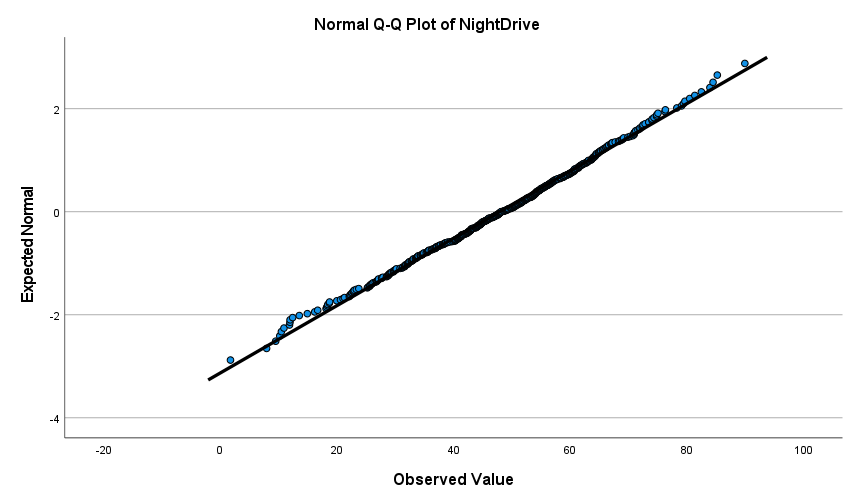 Normal Q-Q Plot of NightDrive
Expected Normal
2
0
-2
-4
-20 0 20 40 60 80 100
Observed Value